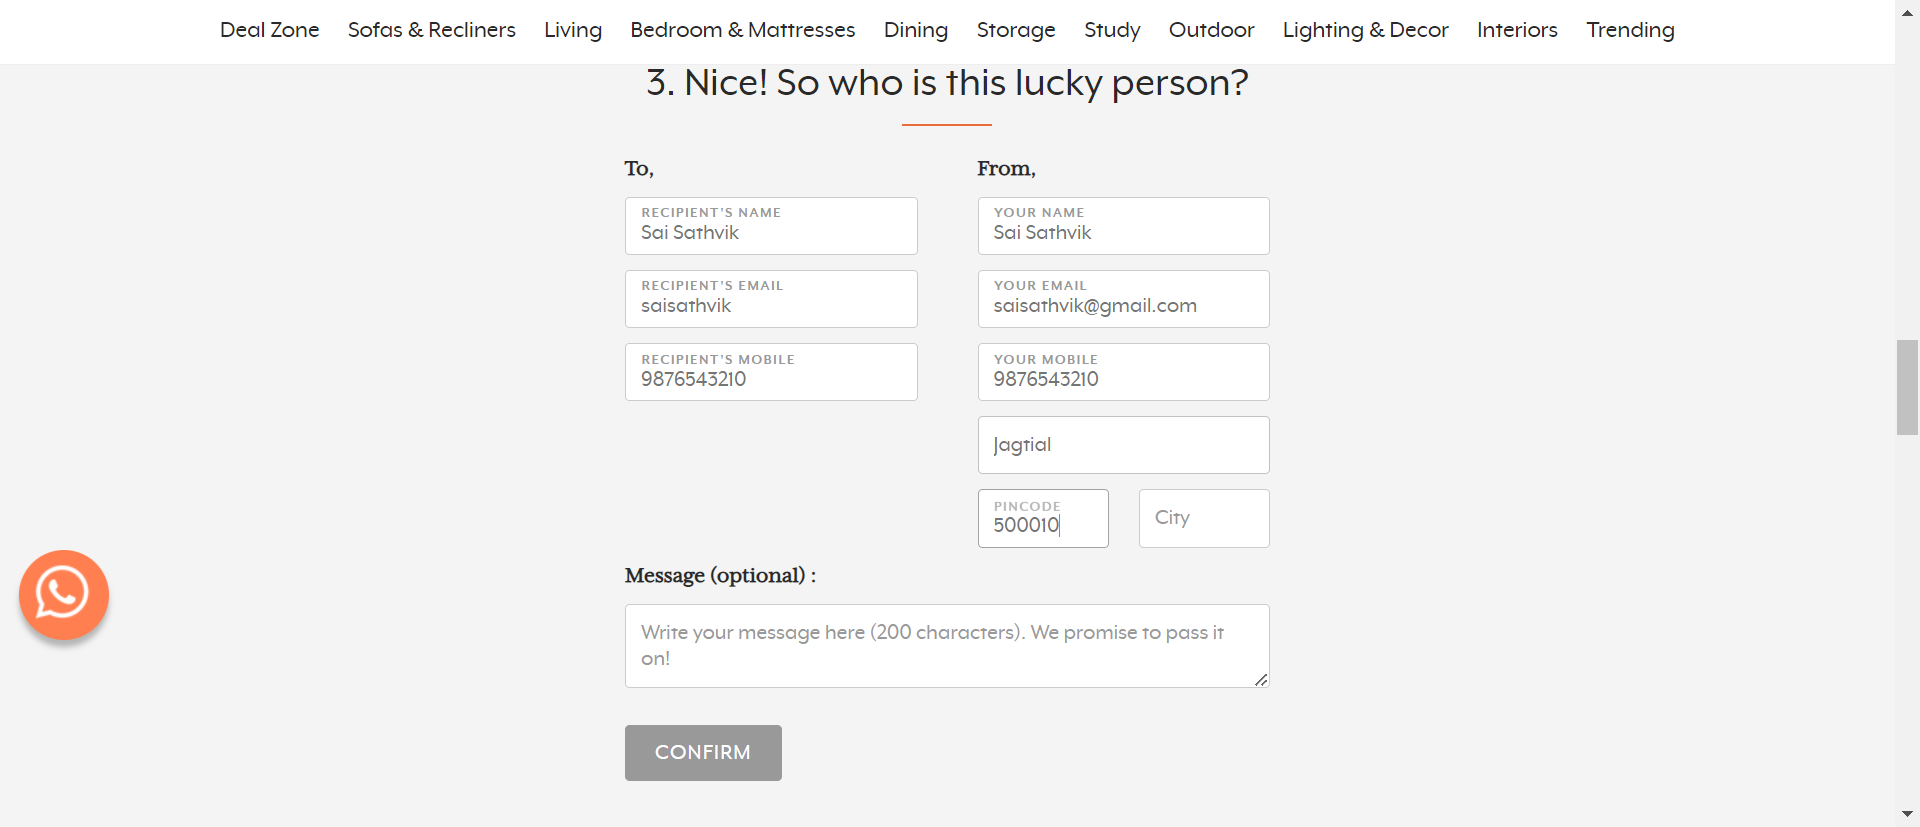 Deal Zone Sofas & Recliners Living Bedroom & Mattresses Dining Storage Study Outdoor Lighting & Decor Interiors Trending
3. Nice! So who is this lucky person?
To,
RECIPIENT'S NAME
Sai Sathvik
RECIPIENT'S EMAIL
saisathvik
RECIPIENT'S MOBILE
9876543210
From,
YOUR NAME
Sai Sathvik
YOUR EMAIL
saisathvik@gmail.com
YOUR MOBILE
9876543210
Jagtial
PINCODE
500010
City
Message (optional) :
Write your message here (200 characters). We promise to pass it
on!
CONFIRM